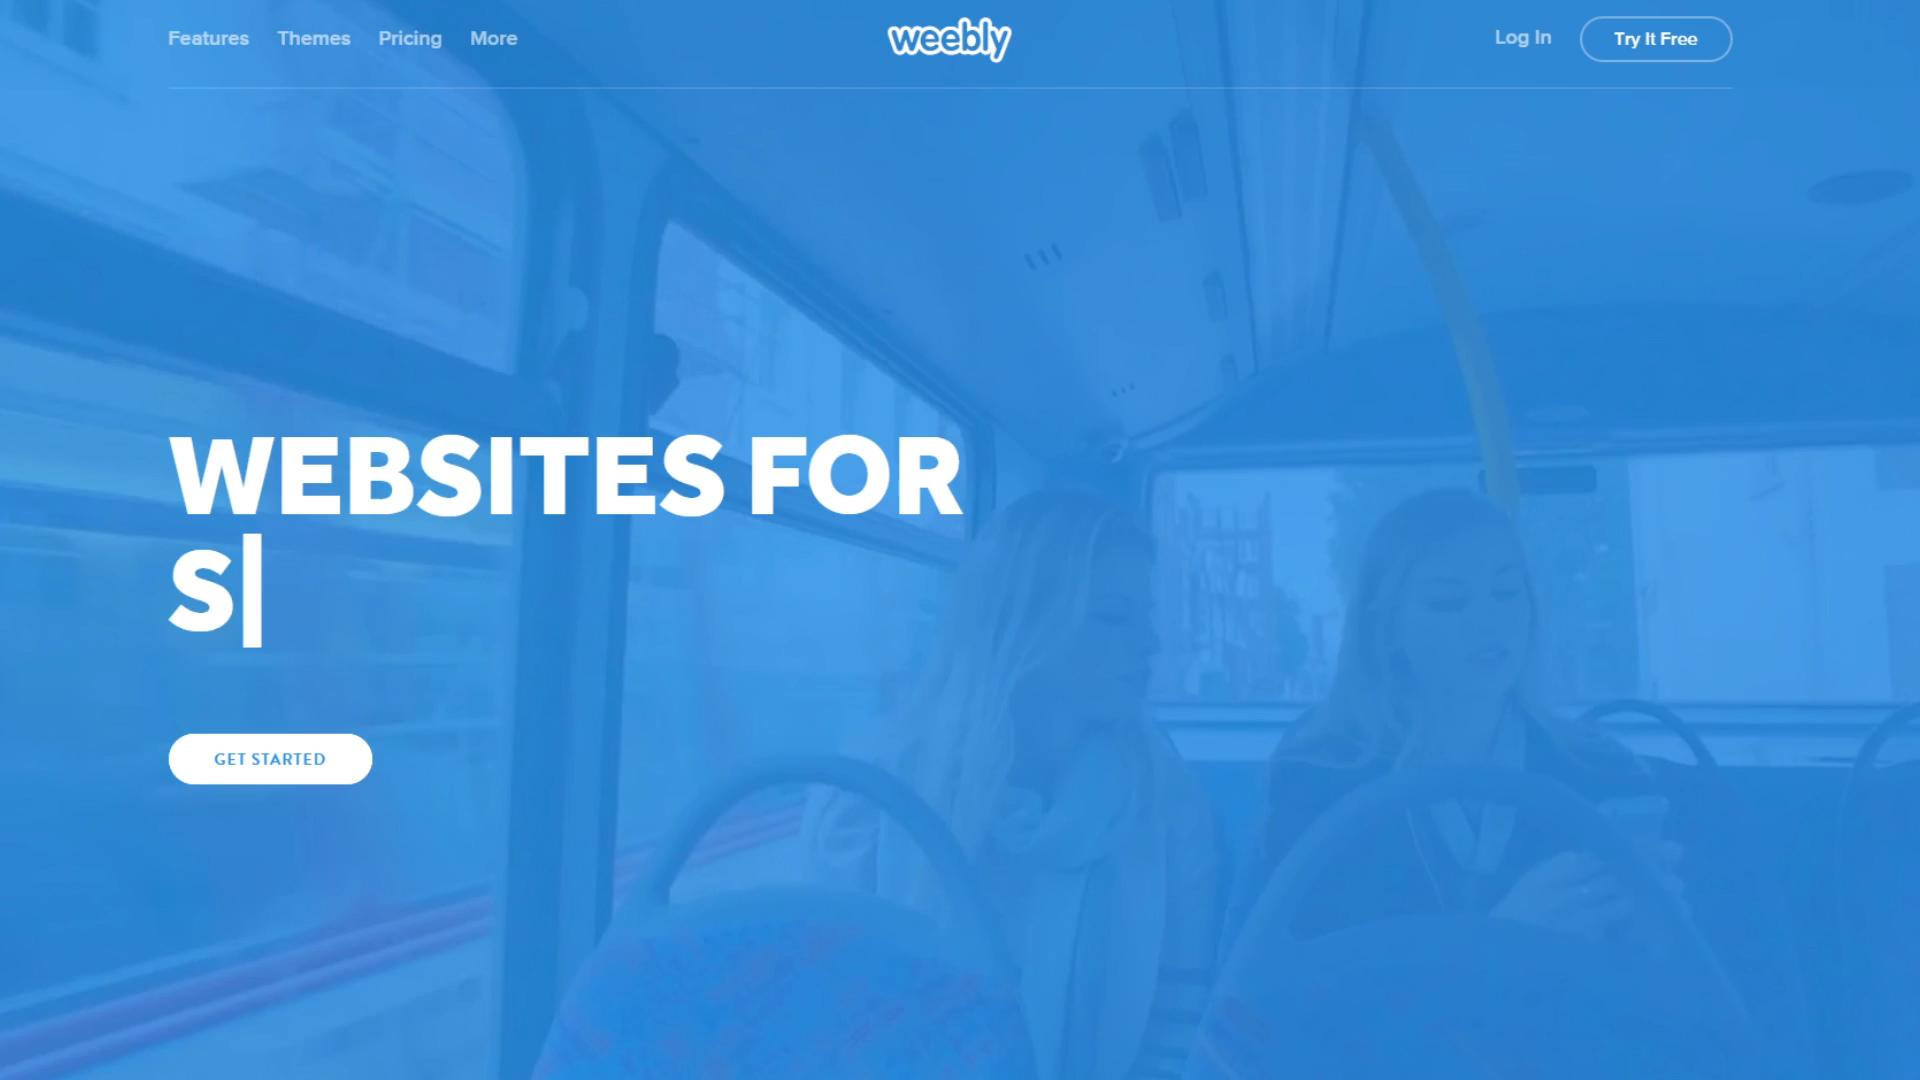 Features Themes Pricing More weebly Log In Try It Free
WEBSITES FOR
S
GET STARTED